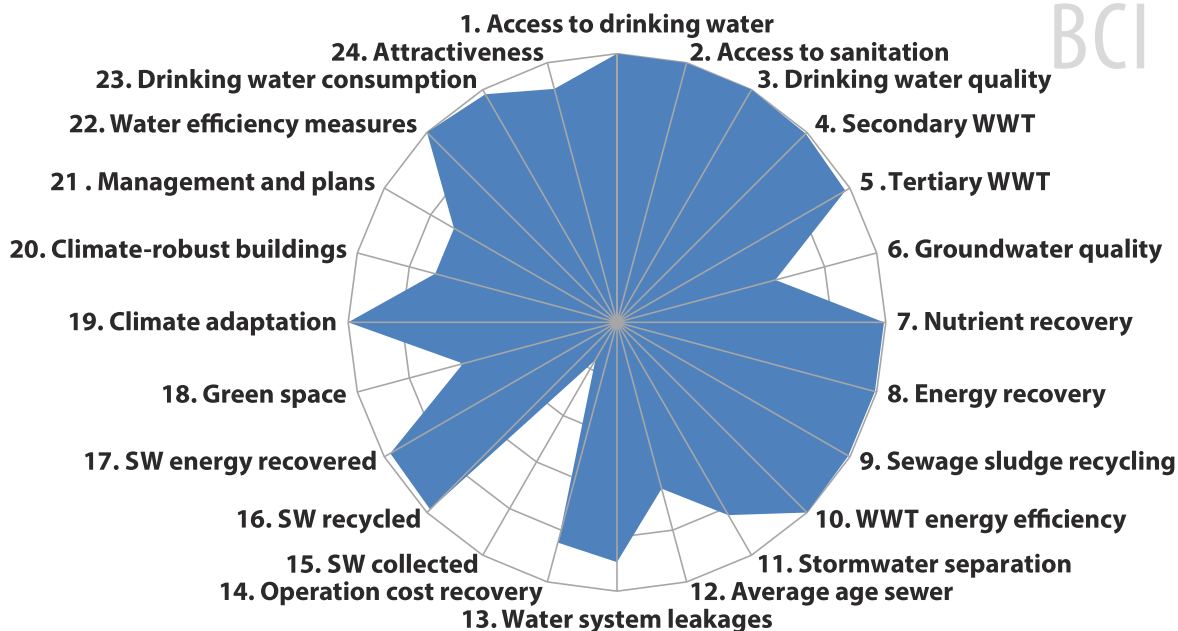 BCI
1. Access to drinking water
2. Access to sanitation
3. Drinking water quality
4. Secondary WWT
5 .Tertiary WWT
6. Groundwater quality
7. Nutrient recovery
8. Energy recovery
9. Sewage sludge recycling
10. WWT energy efficiency
11. Stormwater separation
12. Average age sewer
13. Water system leakages
14. Operation cost recovery
15. SW collected
16. SW recycled
17. SW energy recovered
18. Green space
19. Climate adaptation
20. Climate-robust buildings
21 . Management and plans
22. Water efficiency measures
23. Drinking water consumption
24. Attractiveness